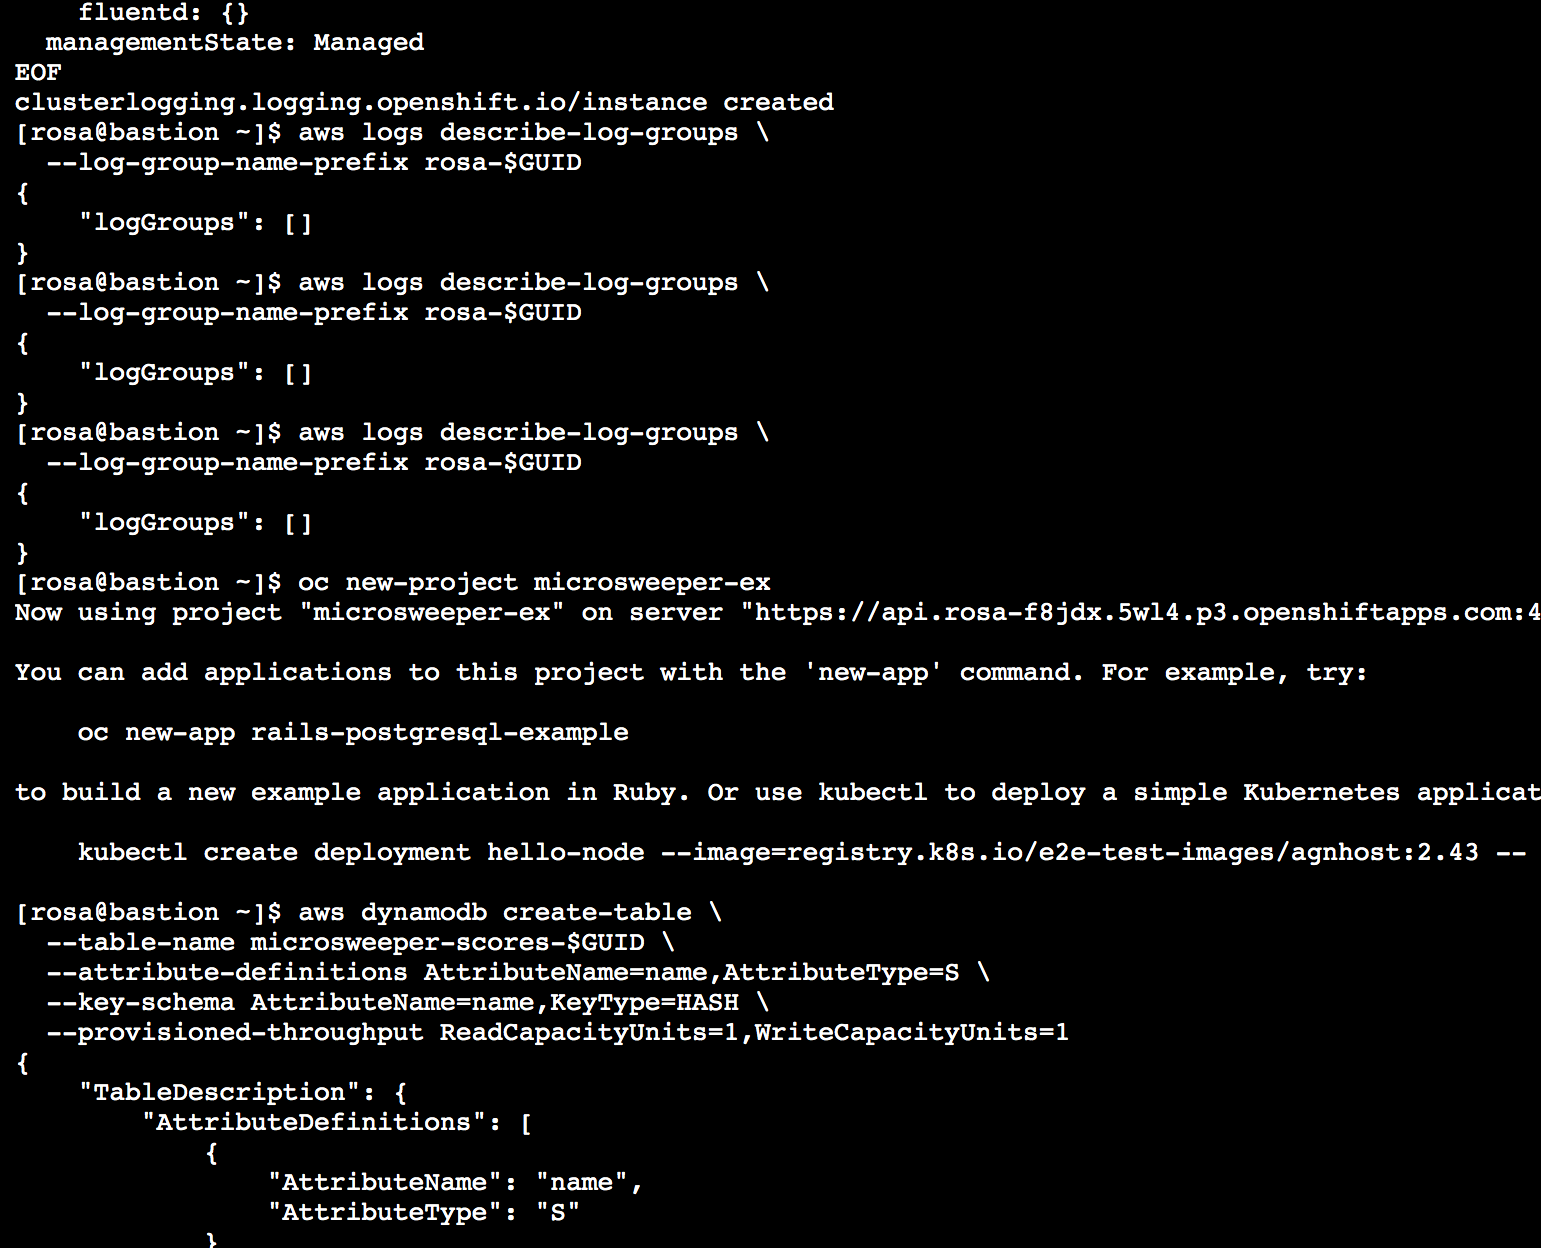 fluentd: {}
managementState: Managed
EOF
clusterlogging.logging.openshift.io/instance created
[rosa@bastion ~]$ aws logs describe-log-groups \
--log-group-name-prefix rosa-$GUID
{
"logGroups": []
}
[rosa@bastion ~]$ aws logs describe-log-groups \
--log-group-name-prefix rosa-$GUID
{
"logGroups": []
}
[rosa@bastion ~]$ aws logs describe-log-groups \
--log-group-name-prefix rosa-$GUID
{
"logGroups": []
}
[rosa@bastion ~]$ oc new-project microsweeper-ex
Now using project "microsweeper-ex" on server "https://api.rosa-f8jdx.5wl4.p3.openshiftapps.com:4
You can add applications to this project with the 'new-app' command. For example, try:
oc new-app rails-postgresql-example
to build a new example application in Ruby. Or use kubectl to deploy a simple Kubernetes applicat
kubectl create deployment hello-node --image=registry.k8s.io/e2e-test-images/agnhost:2.43 --
[rosa@bastion ~]$ aws dynamodb create-table \
--table-name microsweeper-scores-$GUID \
--attribute-definitions AttributeName=name,AttributeType=S \
--key-schema AttributeName=name,KeyType=HASH \
--provisioned-throughput ReadCapacityUnits=1,WriteCapacityUnits=1
{
"TableDescription": {
"AttributeDefinitions": [
{
"AttributeName": "name",
"AttributeType": "S"
}